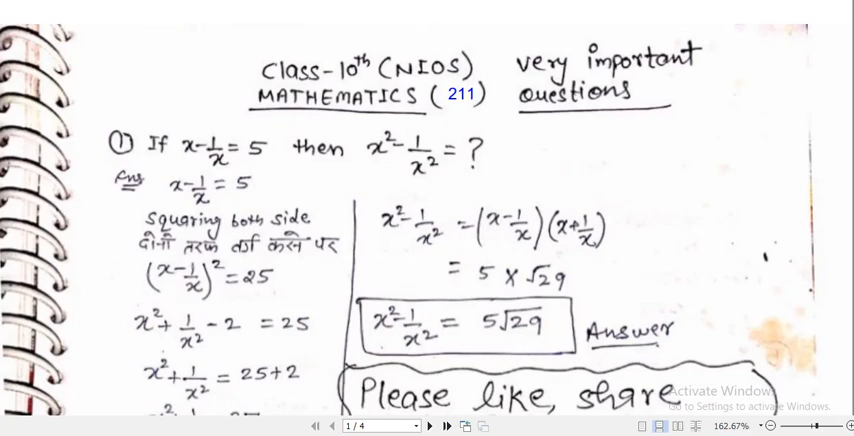 Class-10th (NIOS) very important
MATHEMATICS (211) questions
① If x-1/x = 5 then x²-1/x² = ?
Ans x-1/x = 5
squaring both side
दोनों तरफ वर्ग करने पर
(x-1/x)² = 25
x²+1/x² - 2 = 25
x²+1/x² = 25+2
x²-1/x² = (x-1/x)(x+1/x)
= 5 × √29
x²-1/x² = 5√29 Answer
Please like, share
Activate Windows
Go to Settings to activate Windows.
1 / 4
162.67%